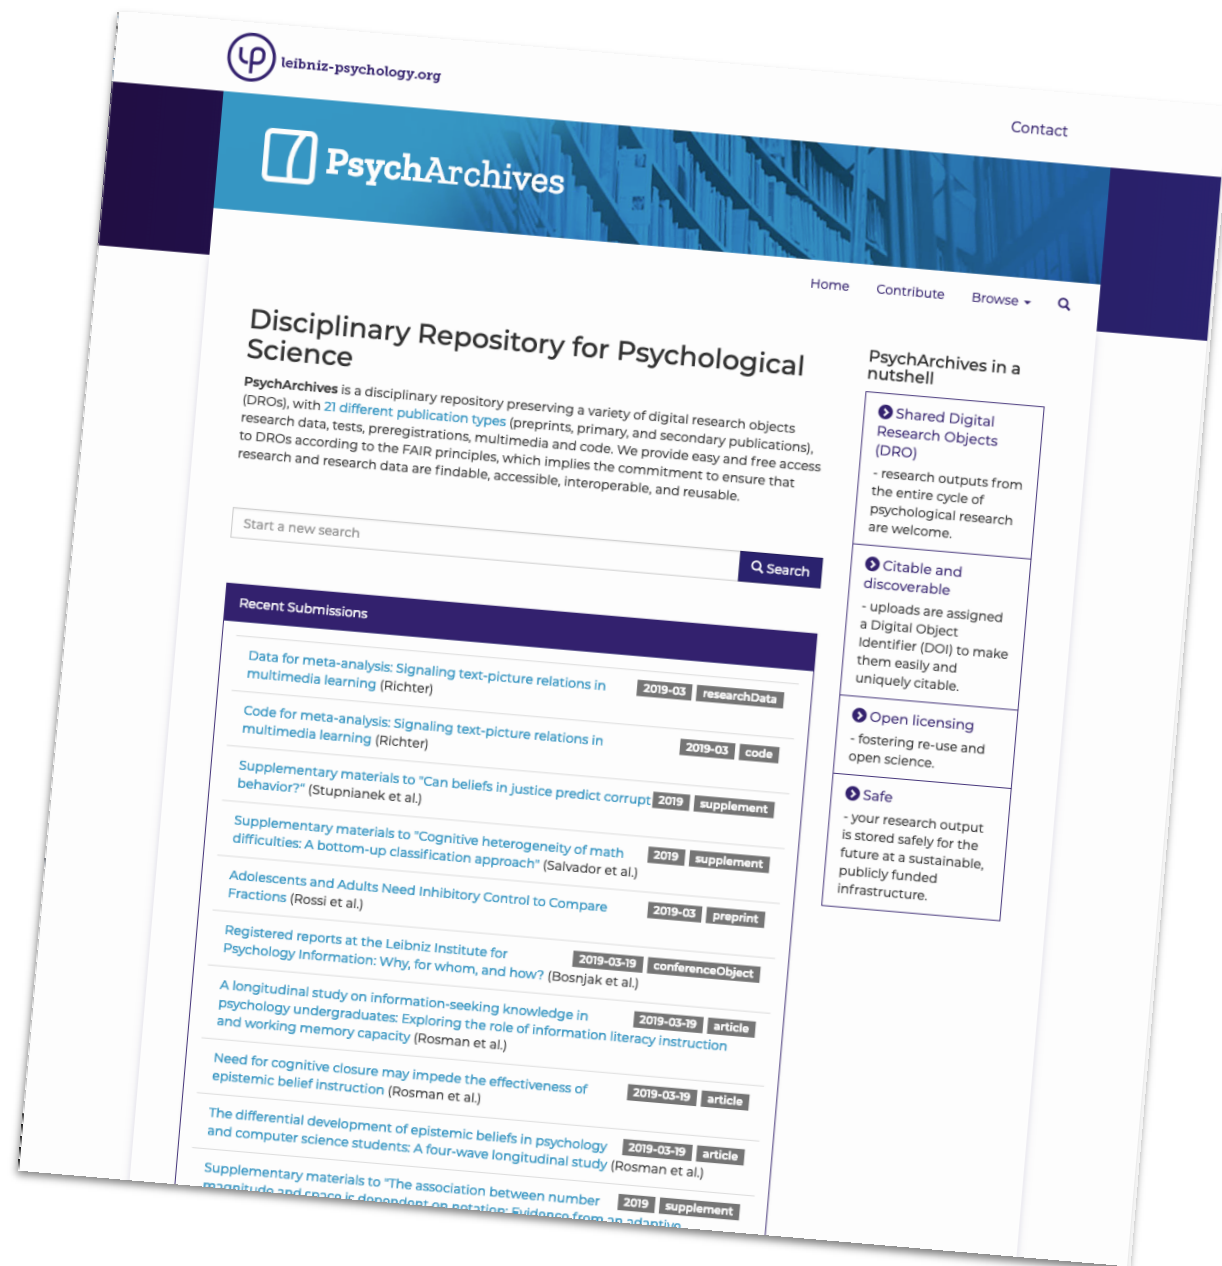 leibniz-psychology.org
Contact
PsychArchives
Home Contribute Browse
Disciplinary Repository for Psychological
Science
PsychArchives is a disciplinary repository preserving a variety of digital research objects
(DROs), with 21 different publication types (preprints, primary, and secondary publications),
research data, tests, preregistrations, multimedia and code. We provide easy and free access
to DROs according to the FAIR principles, which implies the commitment to ensure that
research and research data are findable, accessible, interoperable, and reusable.
Start a new search
Search
Recent Submissions
Data for meta-analysis: Signaling text-picture relations in
multimedia learning (Richter)
2019-03 researchData
Code for meta-analysis: Signaling text-picture relations in
multimedia learning (Richter)
2019-03 code
Supplementary materials to "Can beliefs in justice predict corrupt
behavior?" (Stupnianek et al.)
2019 supplement
Supplementary materials to "Cognitive heterogeneity of math
difficulties: A bottom-up classification approach" (Salvador et al.)
2019 supplement
Adolescents and Adults Need Inhibitory Control to Compare
Fractions (Rossi et al.)
2019-03 preprint
Registered reports at the Leibniz Institute for
Psychology Information: Why, for whom, and how? (Bosnjak et al.)
2019-03-19 conferenceObject
A longitudinal study on information-seeking knowledge in
psychology undergraduates: Exploring the role of information literacy instruction
and working memory capacity (Rosman et al.)
2019-03-19 article
Need for cognitive closure may impede the effectiveness of
epistemic belief instruction (Rosman et al.)
2019-03-19 article
The differential development of epistemic beliefs in psychology
and computer science students: A four-wave longitudinal study (Rosman et al.)
2019-03-19 article
Supplementary materials to "The association between number
magnitude and space is dependent on notation: Evidence from an adaptive
2019 supplement
PsychArchives in a
nutshell
Shared Digital
Research Objects
(DRO)
- research outputs from
the entire cycle of
psychological research
are welcome.
Citable and
discoverable
- uploads are assigned
a Digital Object
Identifier (DOI) to make
them easily and
uniquely citable.
Open licensing
- fostering re-use and
open science.
Safe
- your research output
is stored safely for the
future at a sustainable,
publicly funded
infrastructure.